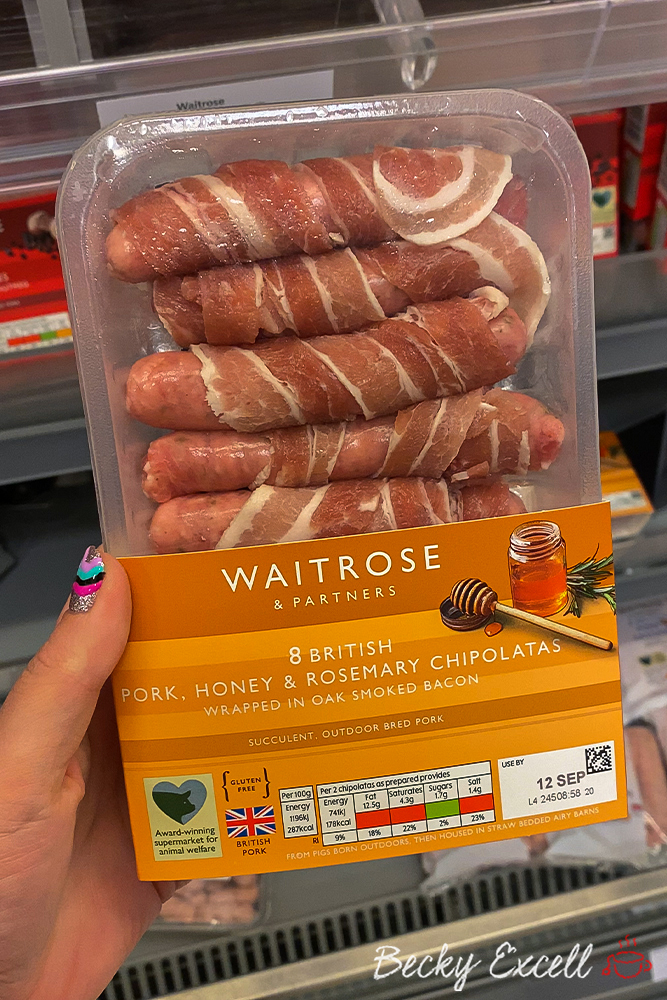 Waitrose
WAITROSE
& PARTNERS
8 BRITISH
PORK, HONEY & ROSEMARY CHIPOLATAS
WRAPPED IN OAK SMOKED BACON
SUCCULENT, OUTDOOR BRED PORK
Award-winning
supermarket for
animal welfare
{GLUTEN
FREE}
BRITISH
PORK
Per 100g
Energy
1196kJ
287kcal
RI
Per 2 chipolatas as prepared provides
Energy Fat Saturates Sugars Salt
741kJ 12.5g 4.3g 1.7g 1.4g
178kcal
9% 18% 22% 2% 23%
USE BY
12 SEP
L4 24508:58 20
FROM PIGS BORN OUTDOORS, THEN HOUSED IN STRAW BEDDED AIRY BARNS
Becky Excell